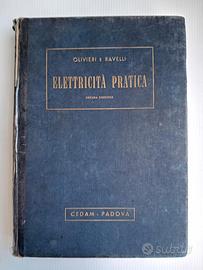 OLIVIERI E RAVELLI
ELETTRICITÀ PRATICA
CEDAM - PADOVA
subito